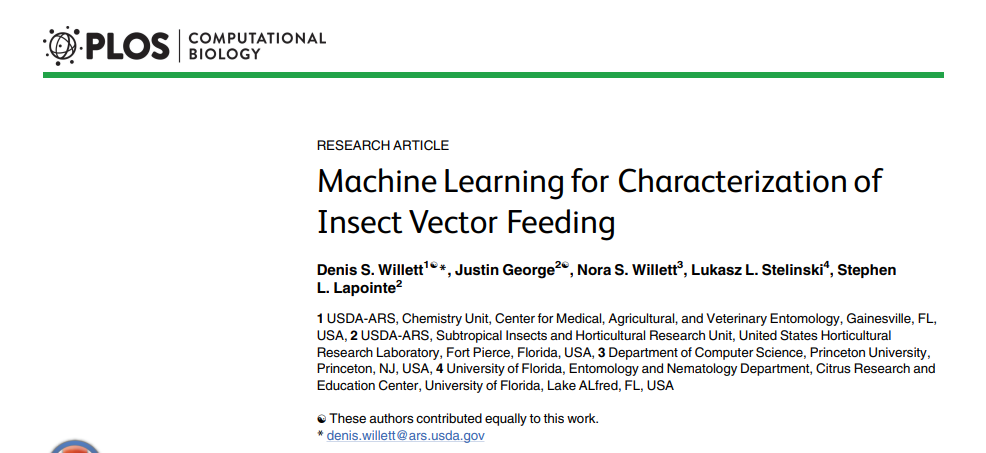 PLOS | COMPUTATIONAL
BIOLOGY
RESEARCH ARTICLE
Machine Learning for Characterization of
Insect Vector Feeding
Denis S. Willett1☯*, Justin George2☯, Nora S. Willett3, Lukasz L. Stelinski4, Stephen
L. Lapointe2
1 USDA-ARS, Chemistry Unit, Center for Medical, Agricultural, and Veterinary Entomology, Gainesville, FL,
USA, 2 USDA-ARS, Subtropical Insects and Horticultural Research Unit, United States Horticultural
Research Laboratory, Fort Pierce, Florida, USA, 3 Department of Computer Science, Princeton University,
Princeton, NJ, USA, 4 University of Florida, Entomology and Nematology Department, Citrus Research and
Education Center, University of Florida, Lake ALfred, FL, USA
☯ These authors contributed equally to this work.
* denis.willett@ars.usda.gov